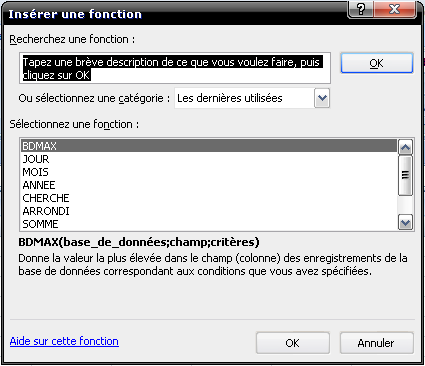 Insérer une fonction
Recherchez une fonction :
Tapez une brève description de ce que vous voulez faire, puis
cliquez sur OK
OK
Ou sélectionnez une catégorie : Les dernières utilisées
Sélectionnez une fonction :
BDMAX
JOUR
MOIS
ANNEE
CHERCHE
ARRONDI
SOMME
BDMAX(base_de_données;champ;critères)
Donne la valeur la plus élevée dans le champ (colonne) des enregistrements de la
base de données correspondant aux conditions que vous avez spécifiées.
Aide sur cette fonction
OK
Annuler